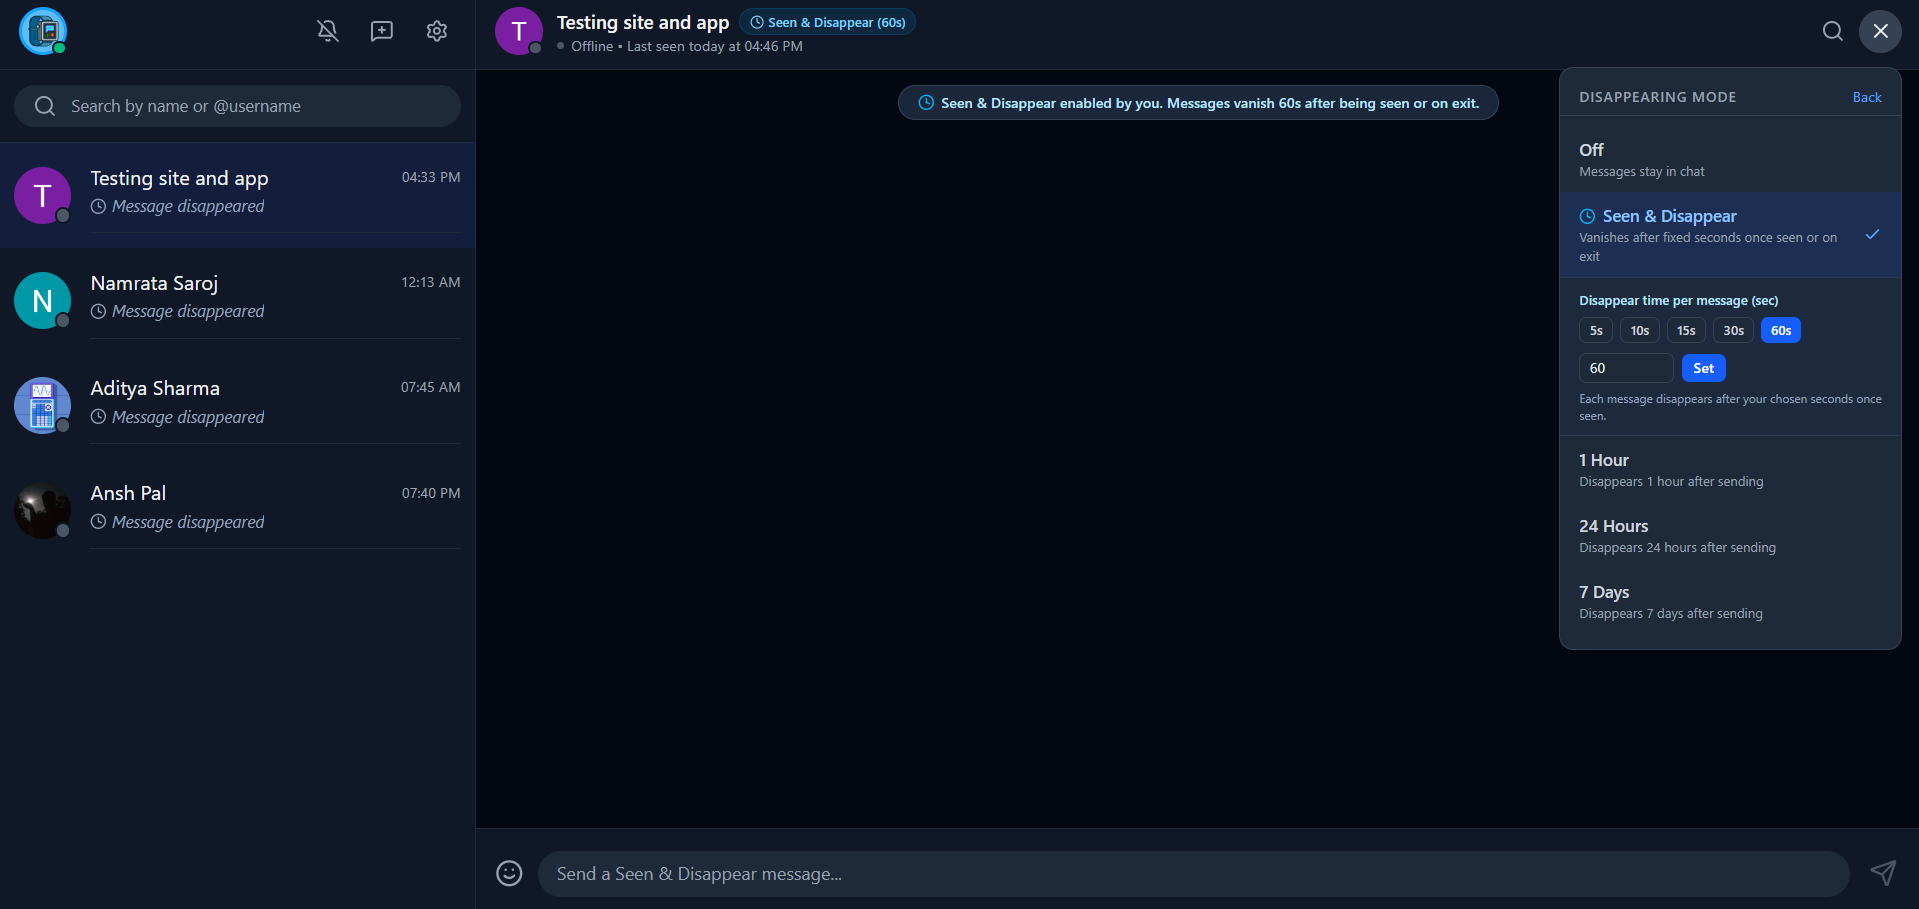 Search by name or @username
Testing site and app
04:33 PM
Message disappeared
N
Namrata Saroj
12:13 AM
Message disappeared
Aditya Sharma
07:45 AM
Message disappeared
Ansh Pal
07:40 PM
Message disappeared
T
T
Testing site and app
Seen & Disappear (60s)
Offline • Last seen today at 04:46 PM
Seen & Disappear enabled by you. Messages vanish 60s after being seen or on exit.
DISAPPEARING MODE
Back
Off
Messages stay in chat
Seen & Disappear
Vanishes after fixed seconds once seen or on
exit
Disappear time per message (sec)
5s 10s 15s 30s 60s
60 Set
Each message disappears after your chosen seconds once
seen.
1 Hour
Disappears 1 hour after sending
24 Hours
Disappears 24 hours after sending
7 Days
Disappears 7 days after sending
Send a Seen & Disappear message...